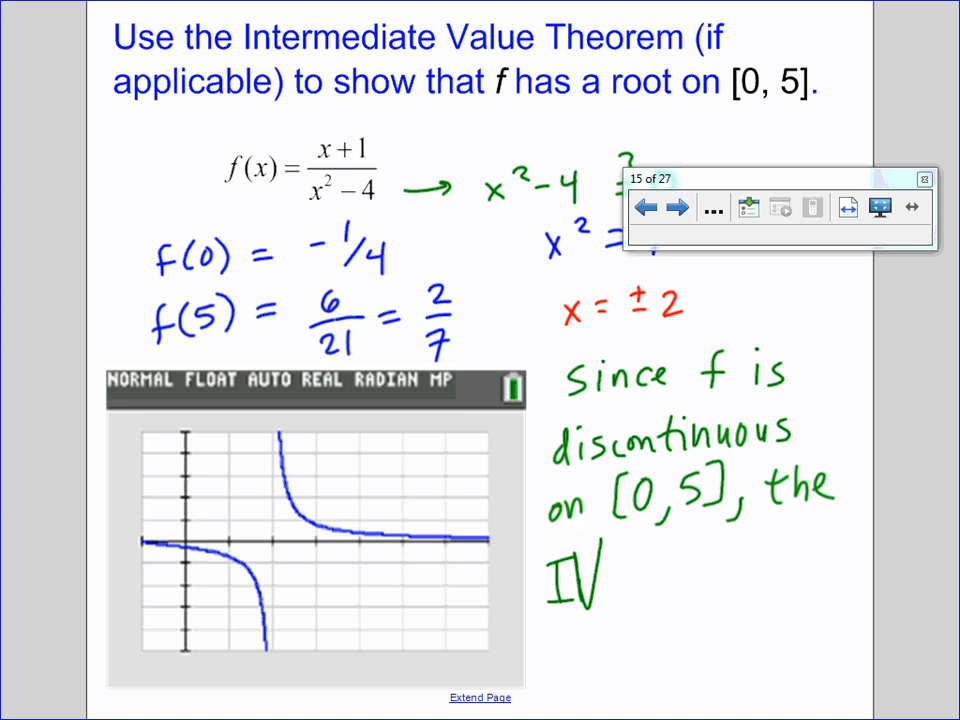 Use the Intermediate Value Theorem (if
applicable) to show that f has a root on [0, 5].
f(x) = (x + 1)/(x² − 4) → x² - 4 =
15 of 27
...
f(0) = - 1/4
x² =
f(5) = 6/21 = 2/7
x = ± 2
NORMAL FLOAT AUTO REAL RADIAN MP
Since f is
discontinuous
on [0, 5], the
IV
Extend Page